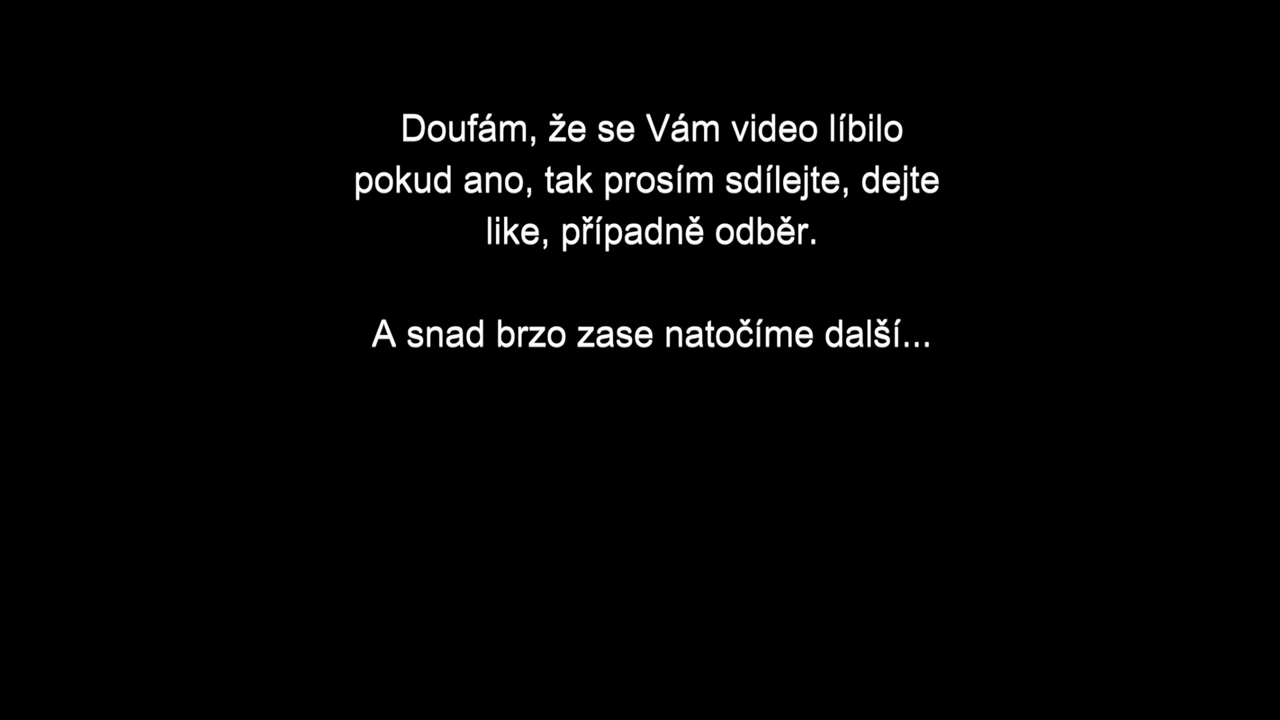 Doufám, že se Vám video líbilo
pokud ano, tak prosím sdílejte, dejte
like, případně odběr.
A snad brzo zase natočíme další...